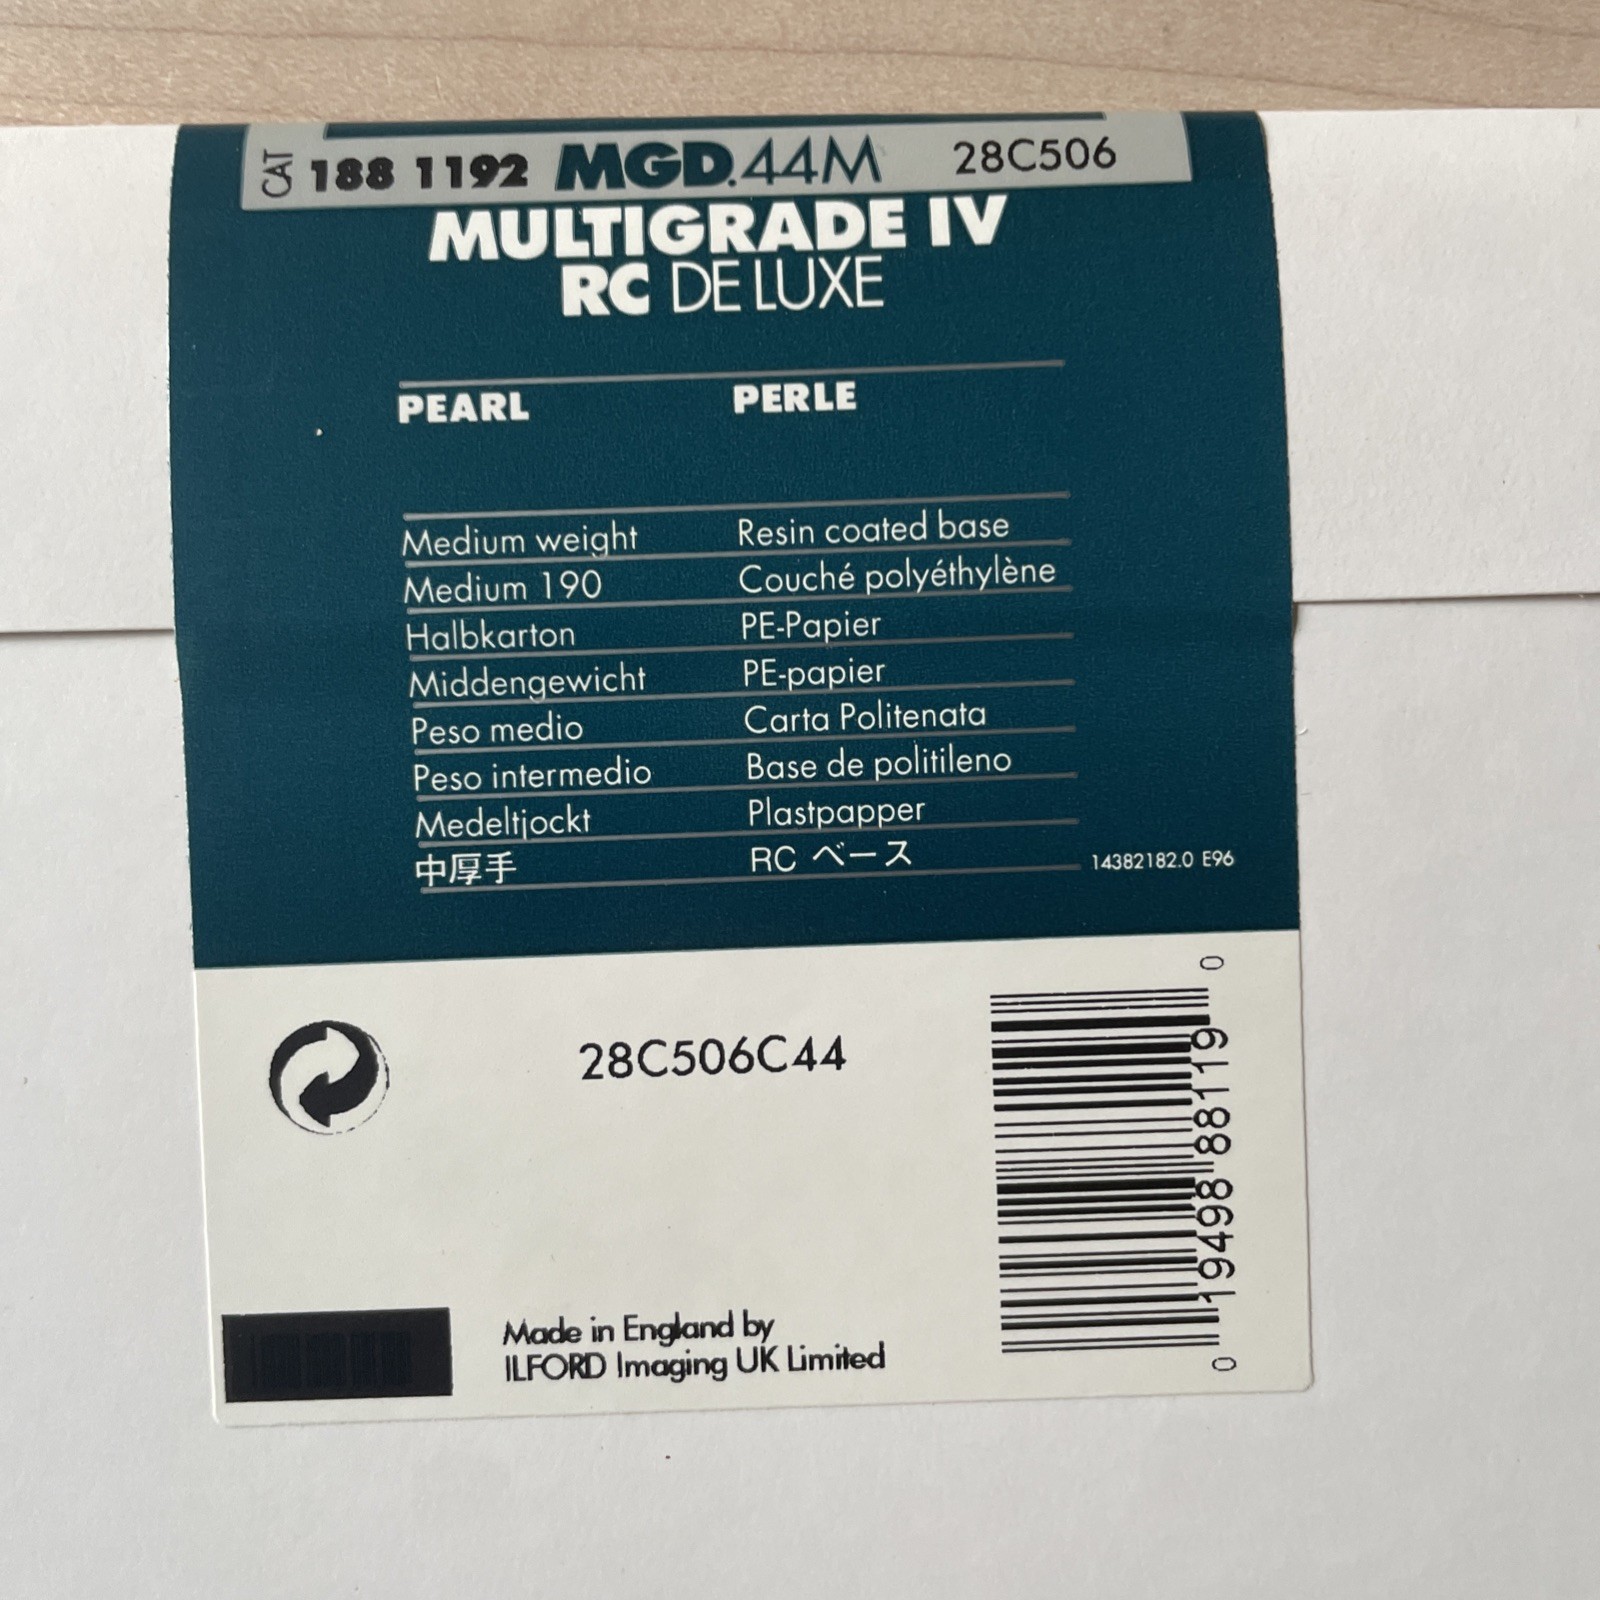 CAT 188 1192 MGD.44M 28C506
MULTIGRADE IV
RC DE LUXE
PEARL PERLE
Medium weight Resin coated base
Medium 190 Couché polyéthylène
Halbkarton PE-Papier
Middengewicht PE-papier
Peso medio Carta Politenata
Peso intermedio Base de politileno
Medeltjockt Plastpapper
中厚手 RC ベース
14382182.0 E96
28C506C44
0 19498 88119 0
Made in England by
ILFORD Imaging UK Limited